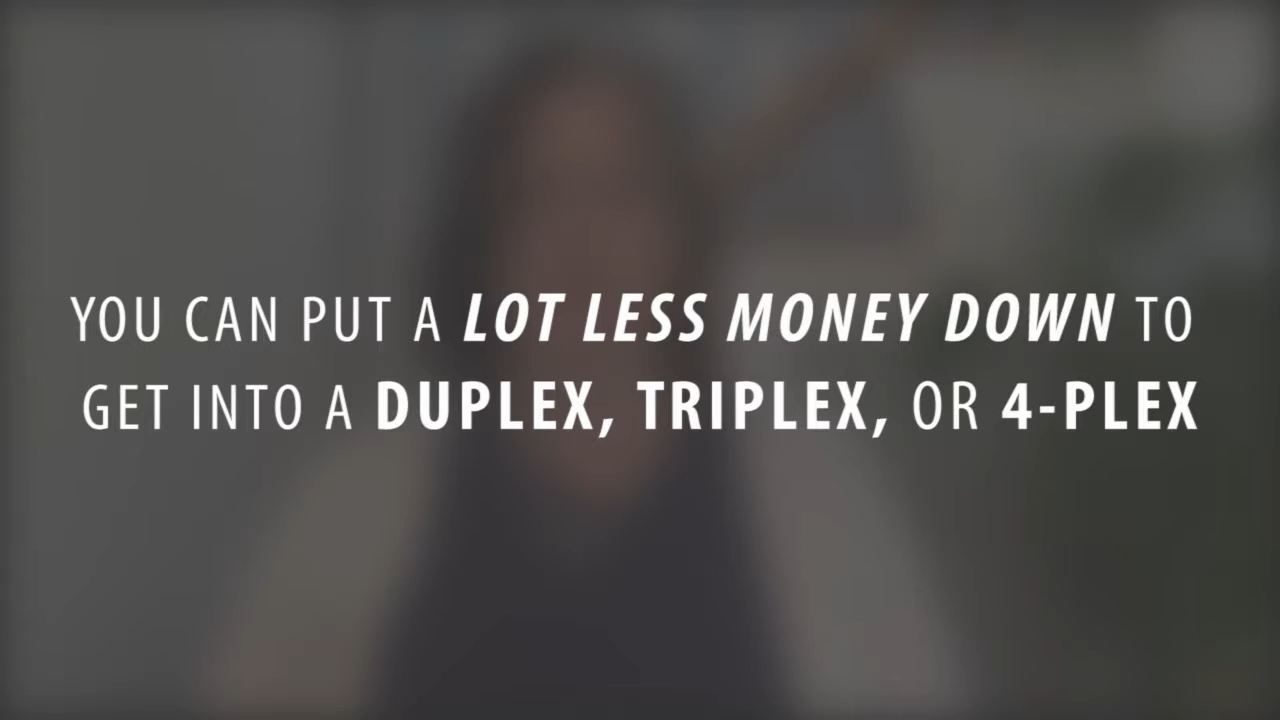 YOU CAN PUT A LOT LESS MONEY DOWN TO
GET INTO A DUPLEX, TRIPLEX, OR 4-PLEX